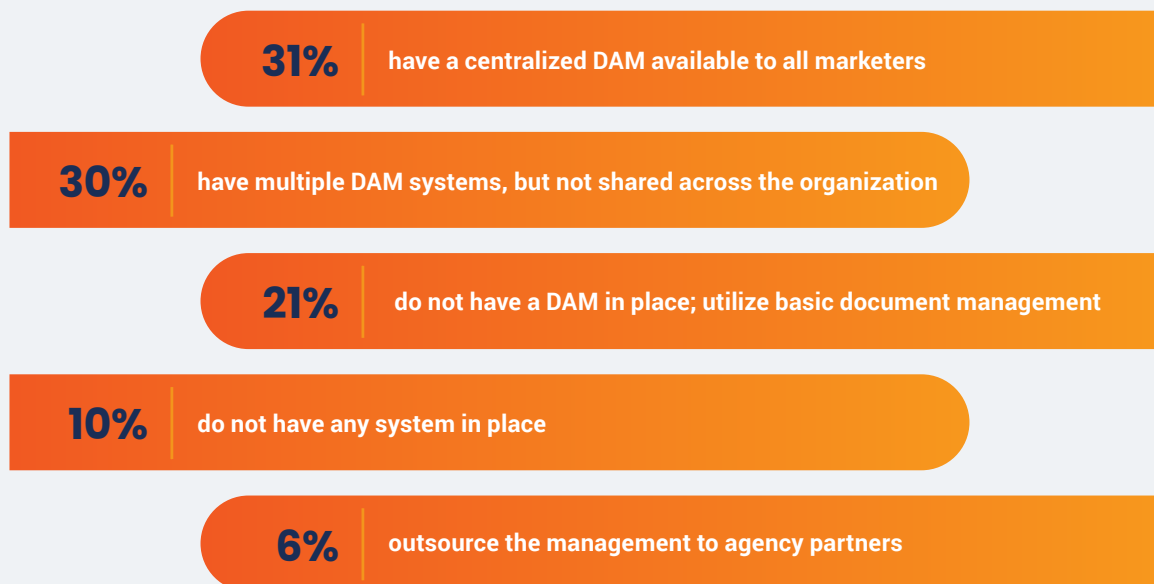 31% have a centralized DAM available to all marketers
30% have multiple DAM systems, but not shared across the organization
21% do not have a DAM in place; utilize basic document management
10% do not have any system in place
6% outsource the management to agency partners